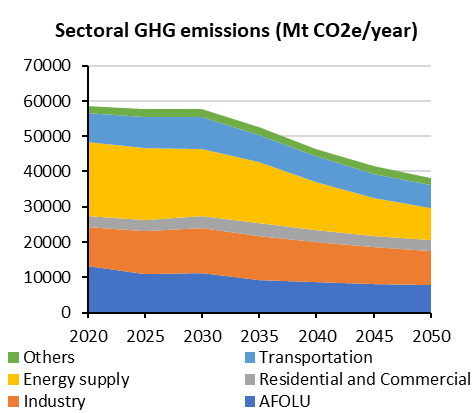 Sectoral GHG emissions (Mt CO2e/year)
70000
60000
50000
40000
30000
20000
10000
0
2020 2025 2030 2035 2040 2045 2050
Others Transportation
Energy supply Residential and Commercial
Industry AFOLU